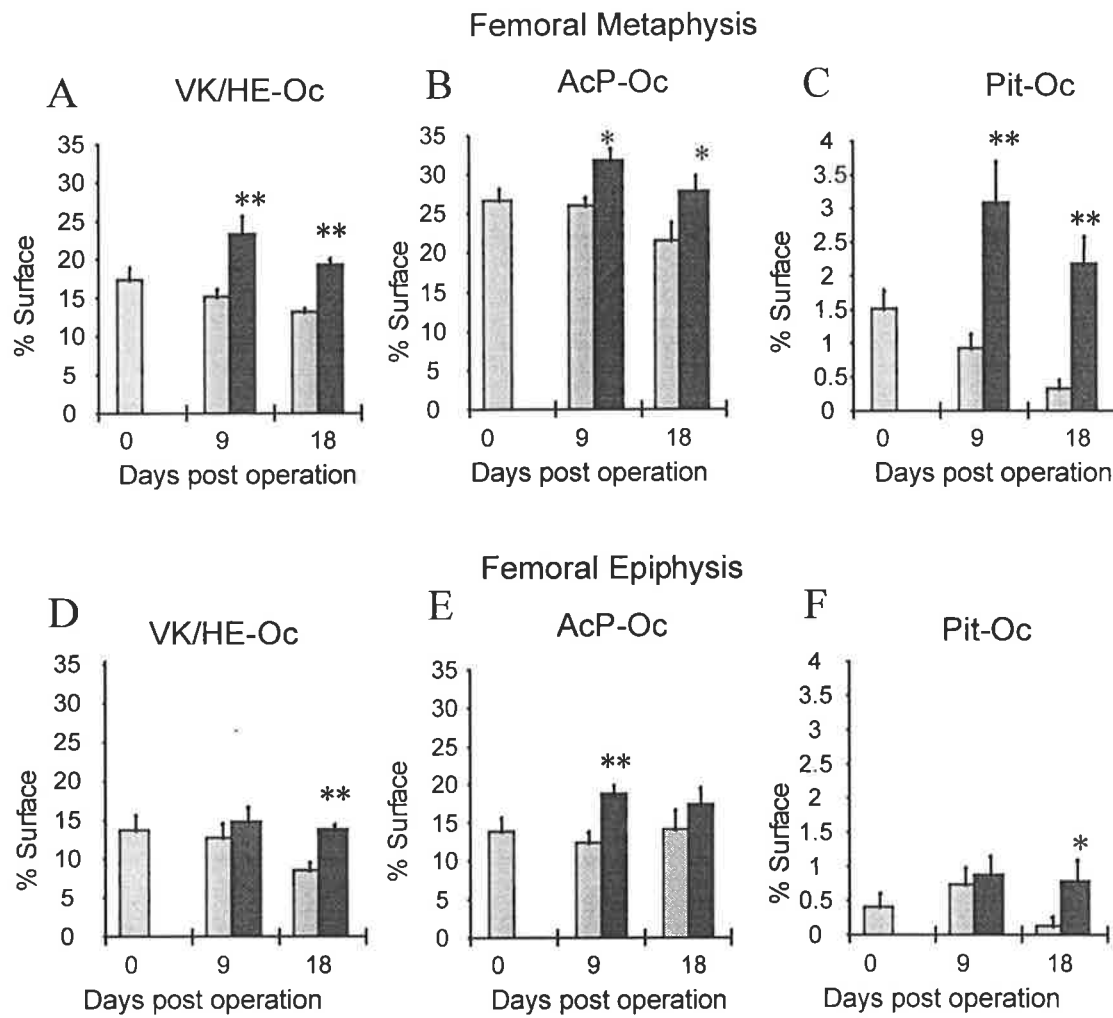 Femoral Metaphysis
A VK/HE-Oc
B AcP-Oc
C Pit-Oc
35
30
25
20
15
10
5
0
% Surface
**
**
0 9 18
Days post operation
35
30
25
20
15
10
5
0
% Surface
*
*
0 9 18
Days post operation
4
3.5
3
2.5
2
1.5
1
0.5
0
% Surface
**
**
0 9 18
Days post operation
Femoral Epiphysis
D VK/HE-Oc
E AcP-Oc
F Pit-Oc
35
30
25
20
15
10
5
0
% Surface
**
0 9 18
Days post operation
35
30
25
20
15
10
5
0
% Surface
**
0 9 18
Days post operation
4
3.5
3
2.5
2
1.5
1
0.5
0
% Surface
*
0 9 18
Days post operation